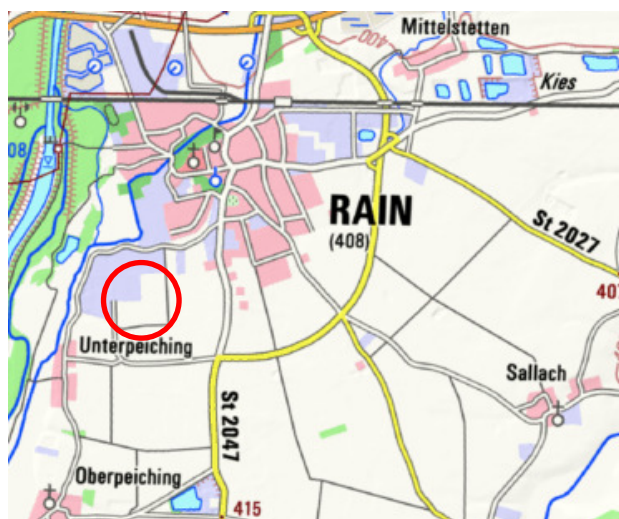 Mittelstetten
400
Kies
08
RAIN
(408)
St 2027
407
Unterpeiching
Sallach
St 2047
Oberpeiching
415